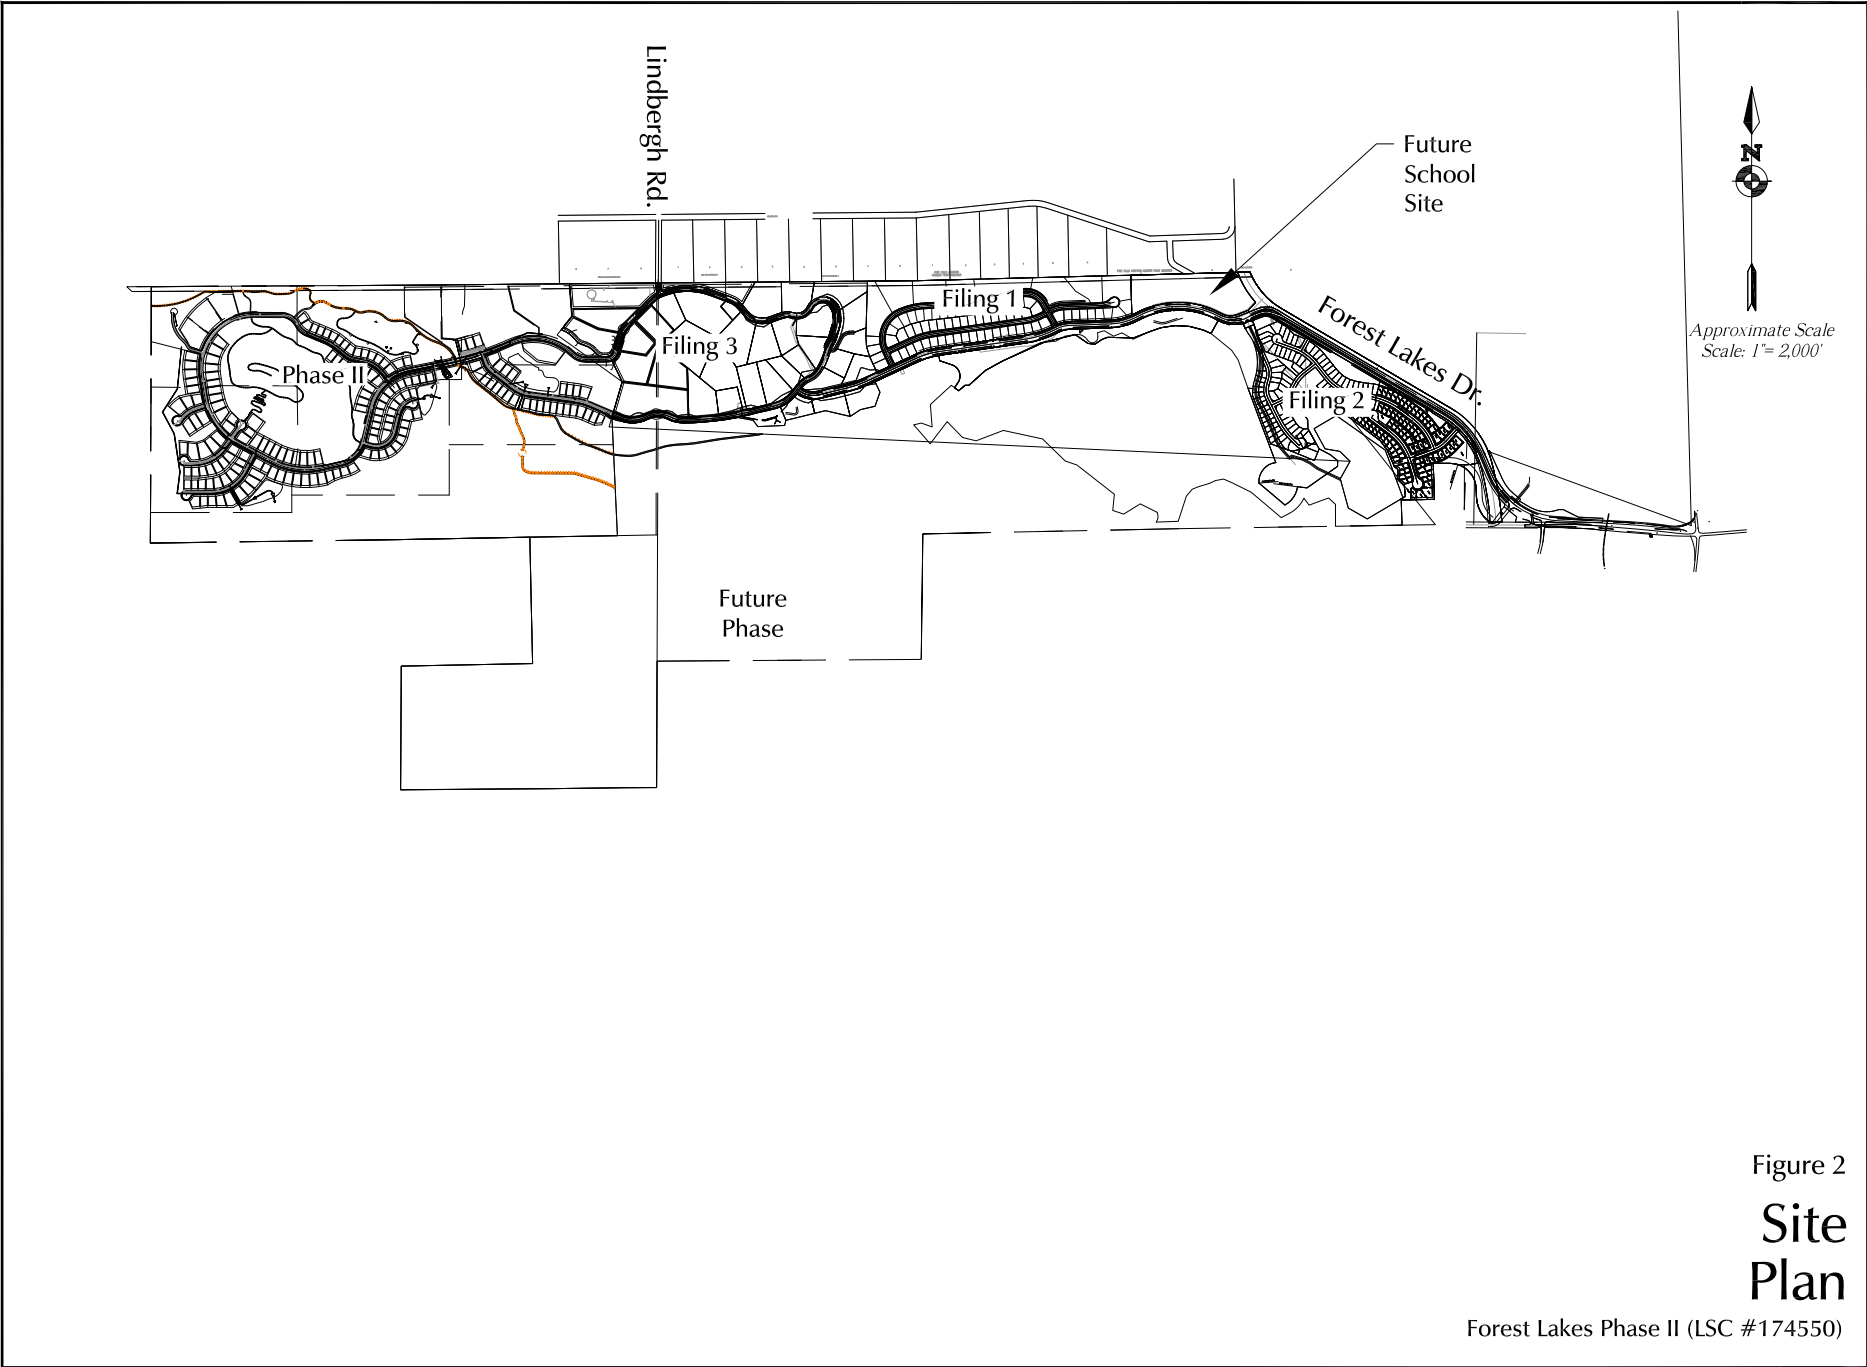 Lindbergh Rd.
Future
School
Site
N
Approximate Scale
Scale: 1"= 2,000'
Forest Lakes Dr.
Filing 1
Filing 3
Phase II
Filing 2
Future
Phase
Figure 2
Site
Plan
Forest Lakes Phase II (LSC #174550)